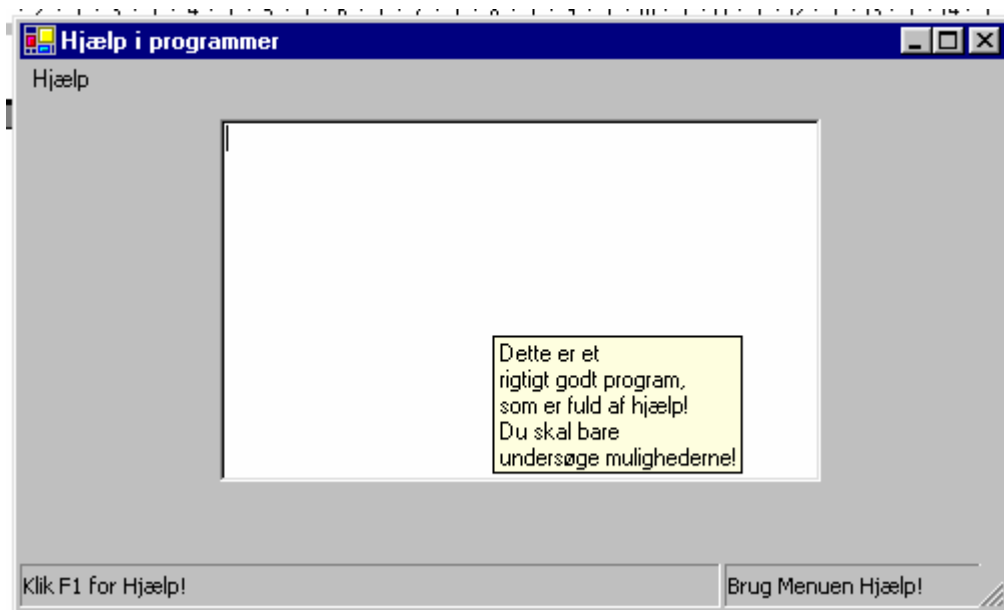 Hjælp i programmer
Hjælp
Dette er et
rigtigt godt program,
som er fuld af hjælp!
Du skal bare
undersøge mulighederne!
Klik F1 for Hjælp!
Brug Menuen Hjælp!